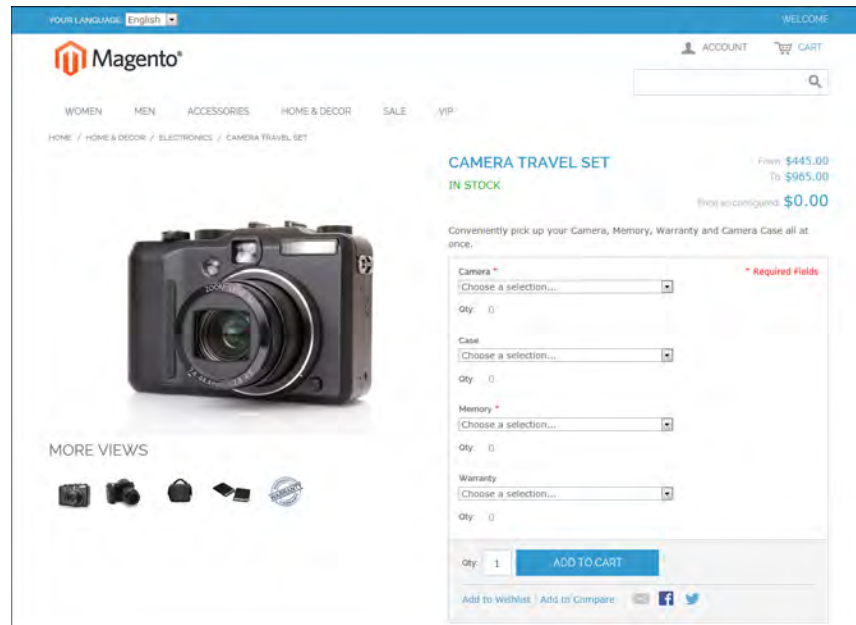 YOUR LANGUAGE: English
WELCOME
Magento®
ACCOUNT CART
WOMEN MEN ACCESSORIES HOME & DECOR SALE VIP
HOME / HOME & DECOR / ELECTRONICS / CAMERA TRAVEL SET
CAMERA TRAVEL SET
From: $445.00
To: $965.00
IN STOCK
Price as configured: $0.00
Conveniently pick up your Camera, Memory, Warranty and Camera Case all at
once.
Camera *
* Required Fields
Choose a selection...
Qty: 0
Case
Choose a selection...
Qty: 0
Memory *
Choose a selection...
Qty: 0
Warranty
Choose a selection...
Qty: 0
MORE VIEWS
WARRANTY
Qty: 1 ADD TO CART
Add to Wishlist | Add to Compare